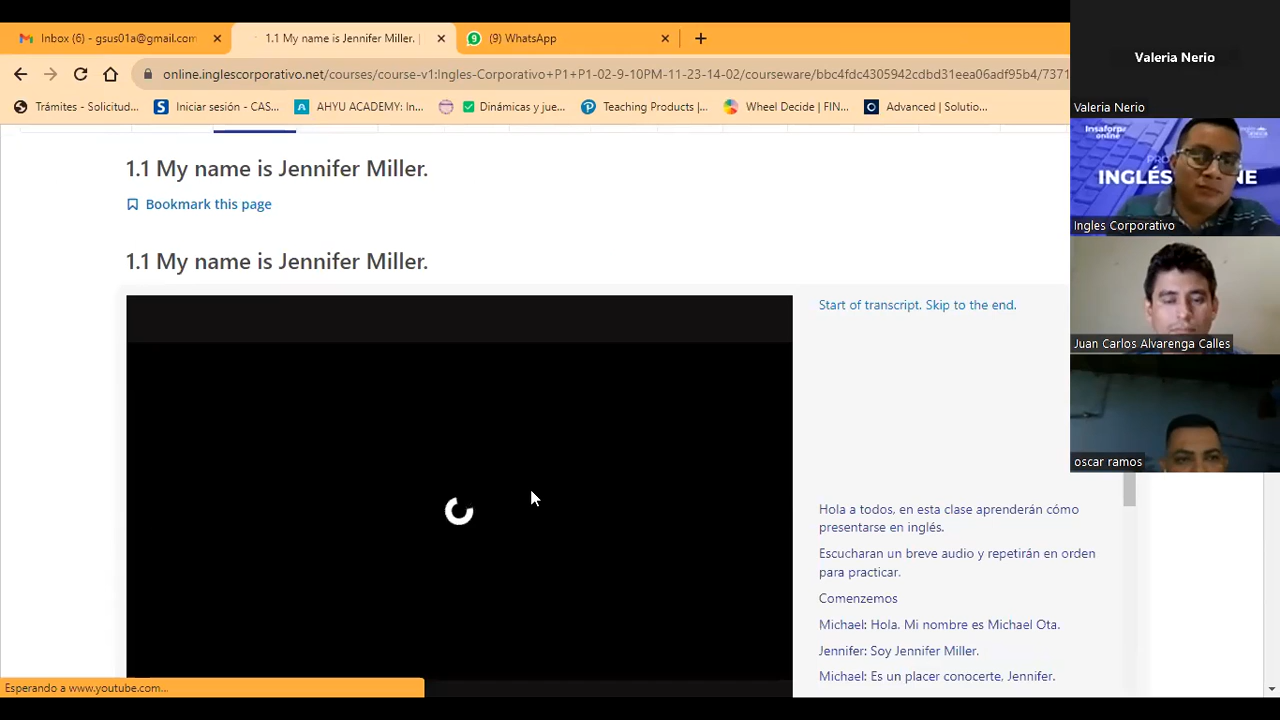 Inbox (6) - gsus01a@gmail.com
1.1 My name is Jennifer Miller. |
(9) WhatsApp
online.inglescorporativo.net/courses/course-v1:Ingles-Corporativo+P1+P1-02-9-10PM-11-23-14-02/courseware/bbc4fdc4305942cdbd31eea06adf95b4/7371
Trámites - Solicitud...
Iniciar sesión - CAS...
AHYU ACADEMY: In...
Dinámicas y jue...
Teaching Products |...
Wheel Decide | FIN...
Advanced | Solutio...
1.1 My name is Jennifer Miller.
Bookmark this page
1.1 My name is Jennifer Miller.
Start of transcript. Skip to the end.
Hola a todos, en esta clase aprenderán cómo
presentarse en inglés.
Escucharan un breve audio y repetirán en orden
para practicar.
Comenzemos
Michael: Hola. Mi nombre es Michael Ota.
Jennifer: Soy Jennifer Miller.
Michael: Es un placer conocerte, Jennifer.
Esperando a www.youtube.com...
Valeria Nerio
Valeria Nerio
Insaforp
online
INGLÉS
NE
Ingles Corporativo
Juan Carlos Alvarenga Calles
oscar ramos